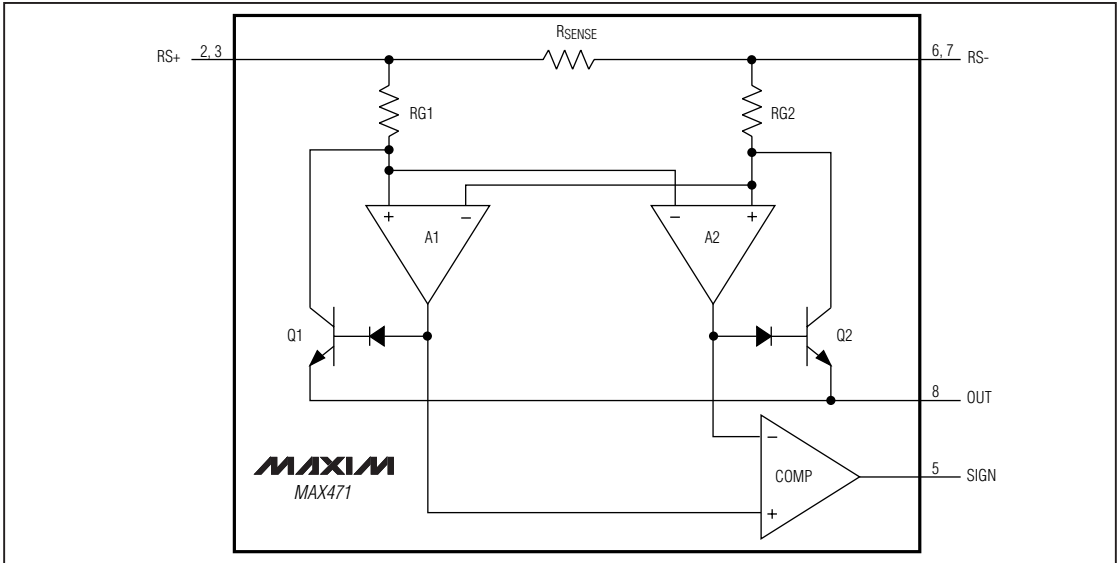 RSENSE
RS+ 2, 3
6, 7 RS-
RG1
RG2
+ −
− +
A1
A2
Q1
Q2
8 OUT
−
COMP
5 SIGN
+
MAXIM
MAX471